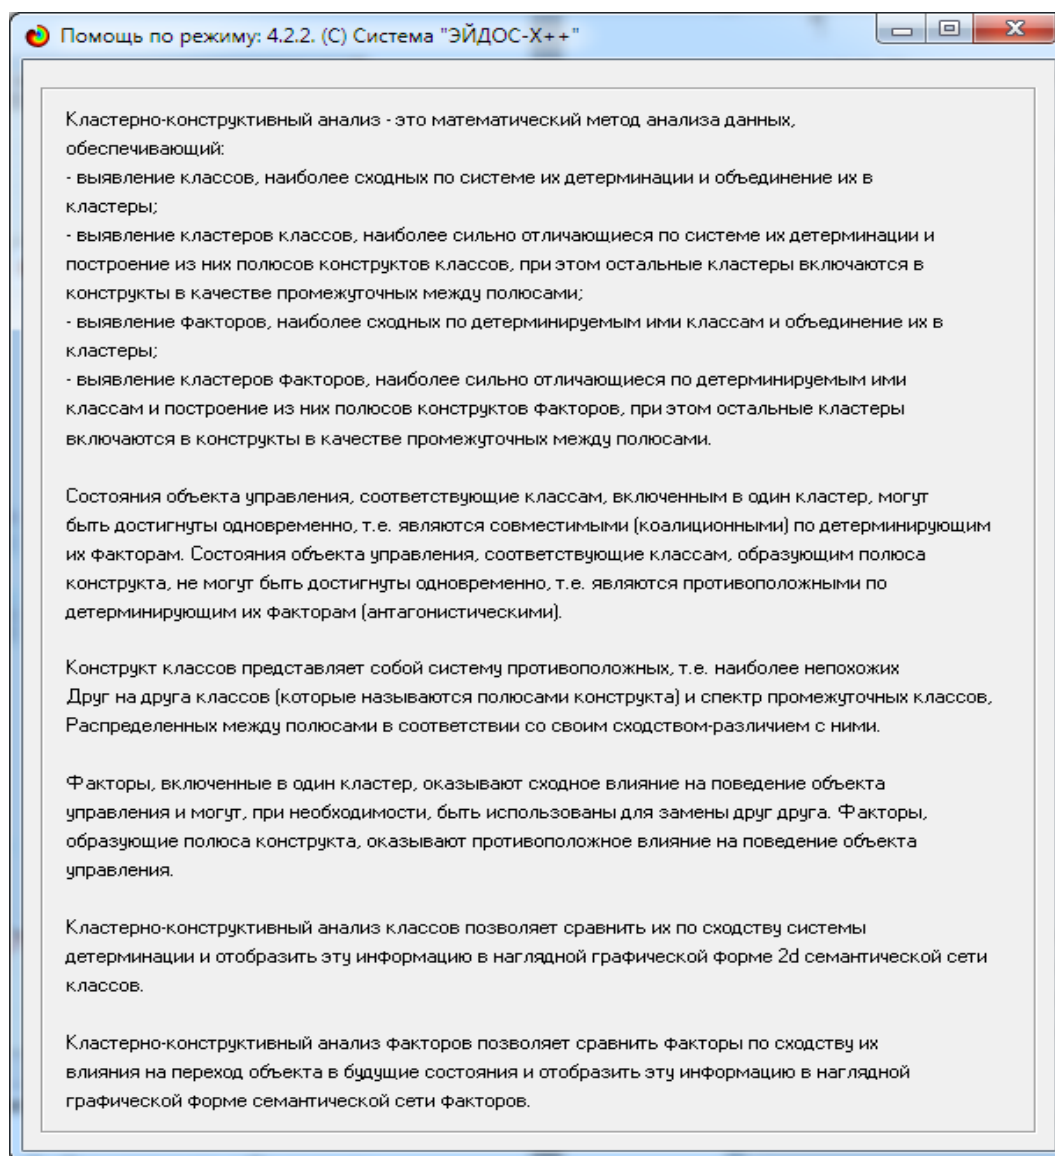 Помощь по режиму: 4.2.2. (C) Система "ЭЙДОС-X++"
Кластерно-конструктивный анализ - это математический метод анализа данных,
обеспечивающий:
- выявление классов, наиболее сходных по системе их детерминации и объединение их в
кластеры;
- выявление кластеров классов, наиболее сильно отличающиеся по системе их детерминации и
построение из них полюсов конструктов классов, при этом остальные кластеры включаются в
конструкты в качестве промежуточных между полюсами;
- выявление факторов, наиболее сходных по детерминируемым ими классам и объединение их в
кластеры;
- выявление кластеров факторов, наиболее сильно отличающиеся по детерминируемым ими
классам и построение из них полюсов конструктов факторов, при этом остальные кластеры
включаются в конструкты в качестве промежуточных между полюсами.
Состояния объекта управления, соответствующие классам, включенным в один кластер, могут
быть достигнуты одновременно, т.е. являются совместимыми (коалиционными) по детерминирующим
их факторам. Состояния объекта управления, соответствующие классам, образующим полюса
конструкта, не могут быть достигнуты одновременно, т.е. являются противоположными по
детерминирующим их факторам (антагонистическими).
Конструкт классов представляет собой систему противоположных, т.е. наиболее непохожих
Друг на друга классов (которые называются полюсами конструкта) и спектр промежуточных классов,
Распределенных между полюсами в соответствии со своим сходством-различием с ними.
Факторы, включенные в один кластер, оказывают сходное влияние на поведение объекта
управления и могут, при необходимости, быть использованы для замены друг друга. Факторы,
образующие полюса конструкта, оказывают противоположное влияние на поведение объекта
управления.
Кластерно-конструктивный анализ классов позволяет сравнить их по сходству системы
детерминации и отобразить эту информацию в наглядной графической форме 2d семантической сети
классов.
Кластерно-конструктивный анализ факторов позволяет сравнить факторы по сходству их
влияния на переход объекта в будущие состояния и отобразить эту информацию в наглядной
графической форме семантической сети факторов.